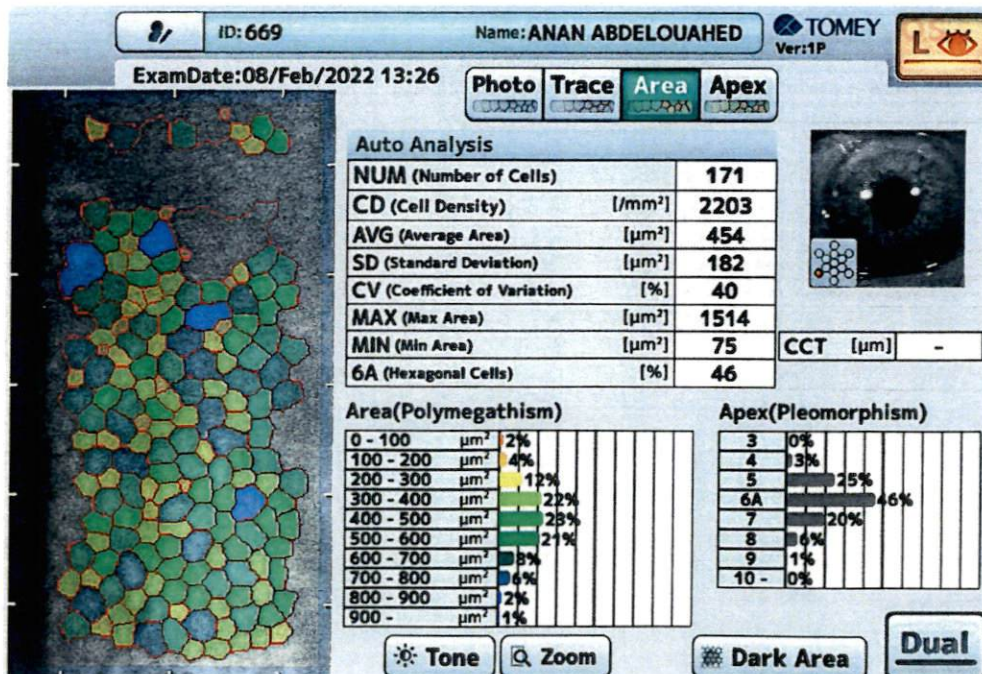 ID: 669 Name: ANAN ABDELOUAHED
TOMEY
Ver:1P
L
ExamDate:08/Feb/2022 13:26
Photo Trace Area Apex
Auto Analysis
NUM (Number of Cells) 171
CD (Cell Density) [/mm²] 2203
AVG (Average Area) [µm²] 454
SD (Standard Deviation) [µm²] 182
CV (Coefficient of Variation) [%] 40
MAX (Max Area) [µm²] 1514
MIN (Min Area) [µm²] 75
6A (Hexagonal Cells) [%] 46
CCT [µm] -
Area(Polymegathism)
0 - 100 µm² 2%
100 - 200 µm² 4%
200 - 300 µm² 12%
300 - 400 µm² 22%
400 - 500 µm² 23%
500 - 600 µm² 21%
600 - 700 µm² 8%
700 - 800 µm² 6%
800 - 900 µm² 2%
900 - µm² 1%
Apex(Pleomorphism)
3 0%
4 3%
5 25%
6A 46%
7 20%
8 6%
9 1%
10 - 0%
Tone Zoom Dark Area Dual